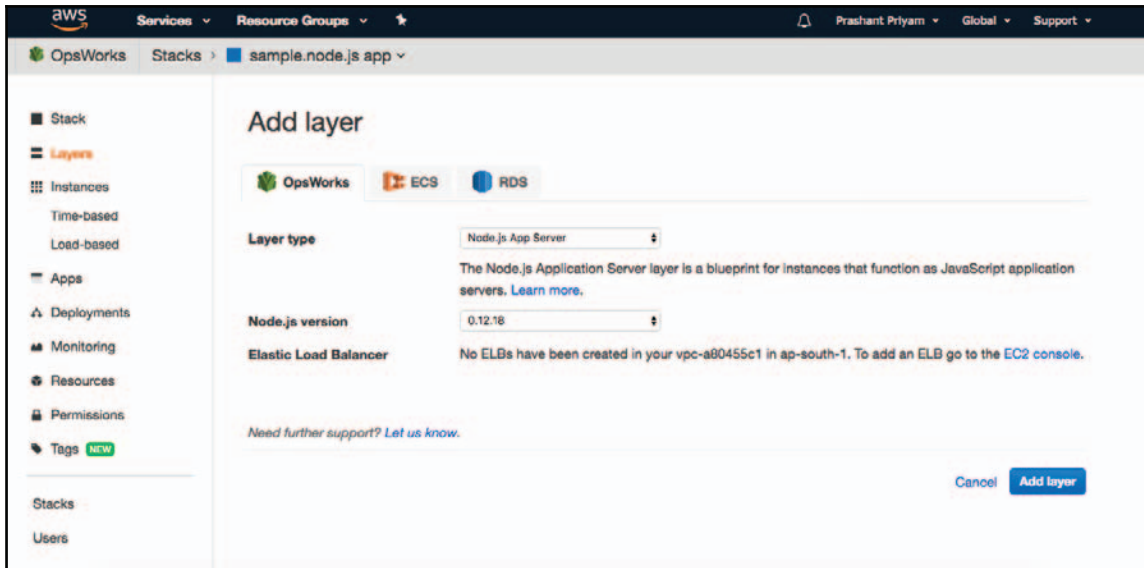 aws Services Resource Groups Prashant Priyam Global Support
OpsWorks Stacks > sample.node.js app
Stack
Layers
Instances
Time-based
Load-based
Apps
Deployments
Monitoring
Resources
Permissions
Tags NEW
Stacks
Users
Add layer
OpsWorks ECS RDS
Layer type Node.js App Server
The Node.js Application Server layer is a blueprint for instances that function as JavaScript application
servers. Learn more.
Node.js version 0.12.18
Elastic Load Balancer No ELBs have been created in your vpc-a80455c1 in ap-south-1. To add an ELB go to the EC2 console.
Need further support? Let us know.
Cancel Add layer